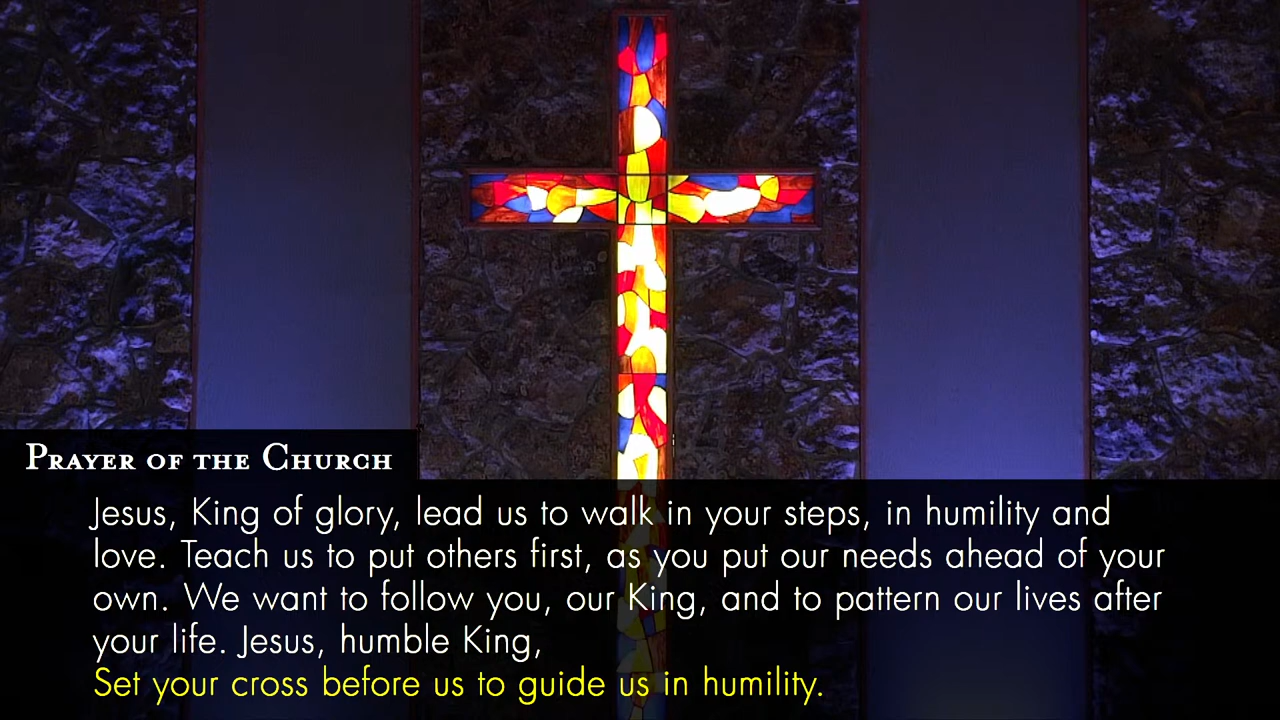 Prayer of the Church
Jesus, King of glory, lead us to walk in your steps, in humility and
love. Teach us to put others first, as you put our needs ahead of your
own. We want to follow you, our King, and to pattern our lives after
your life. Jesus, humble King,
Set your cross before us to guide us in humility.